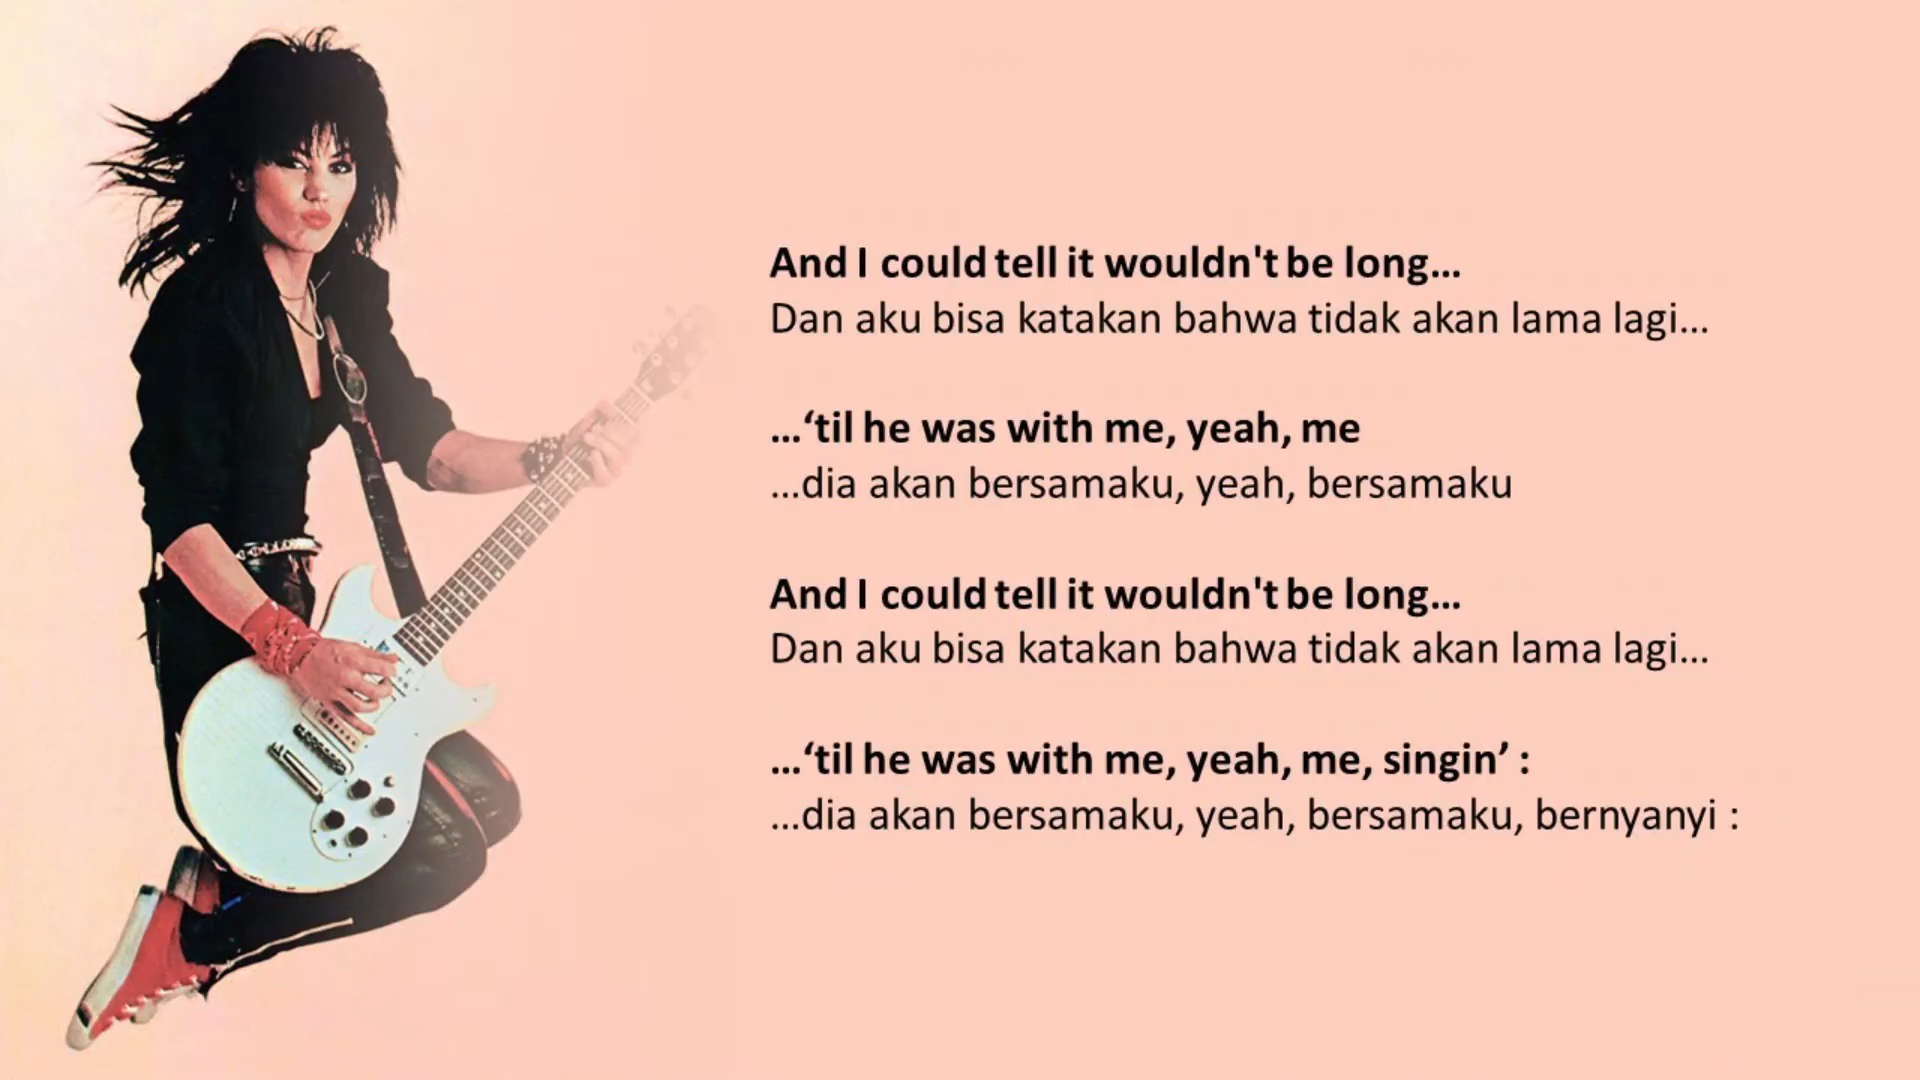 And I could tell it wouldn't be long...
Dan aku bisa katakan bahwa tidak akan lama lagi...
...‘til he was with me, yeah, me
...dia akan bersamaku, yeah, bersamaku
And I could tell it wouldn't be long...
Dan aku bisa katakan bahwa tidak akan lama lagi...
...‘til he was with me, yeah, me, singin’ :
...dia akan bersamaku, yeah, bersamaku, bernyanyi :